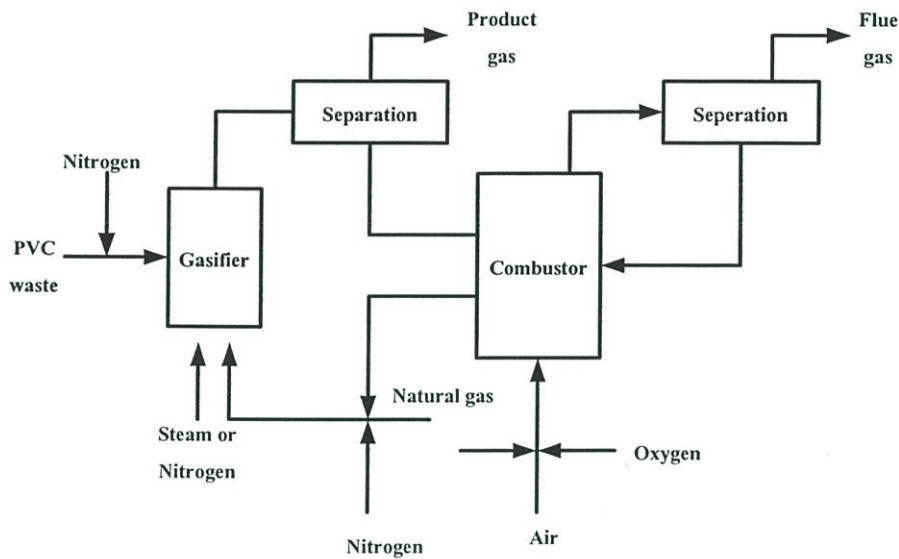 Product
gas
Flue
gas
Separation
Seperation
Nitrogen
PVC
waste
Gasifier
Combustor
Natural gas
Steam or
Nitrogen
Oxygen
Nitrogen
Air